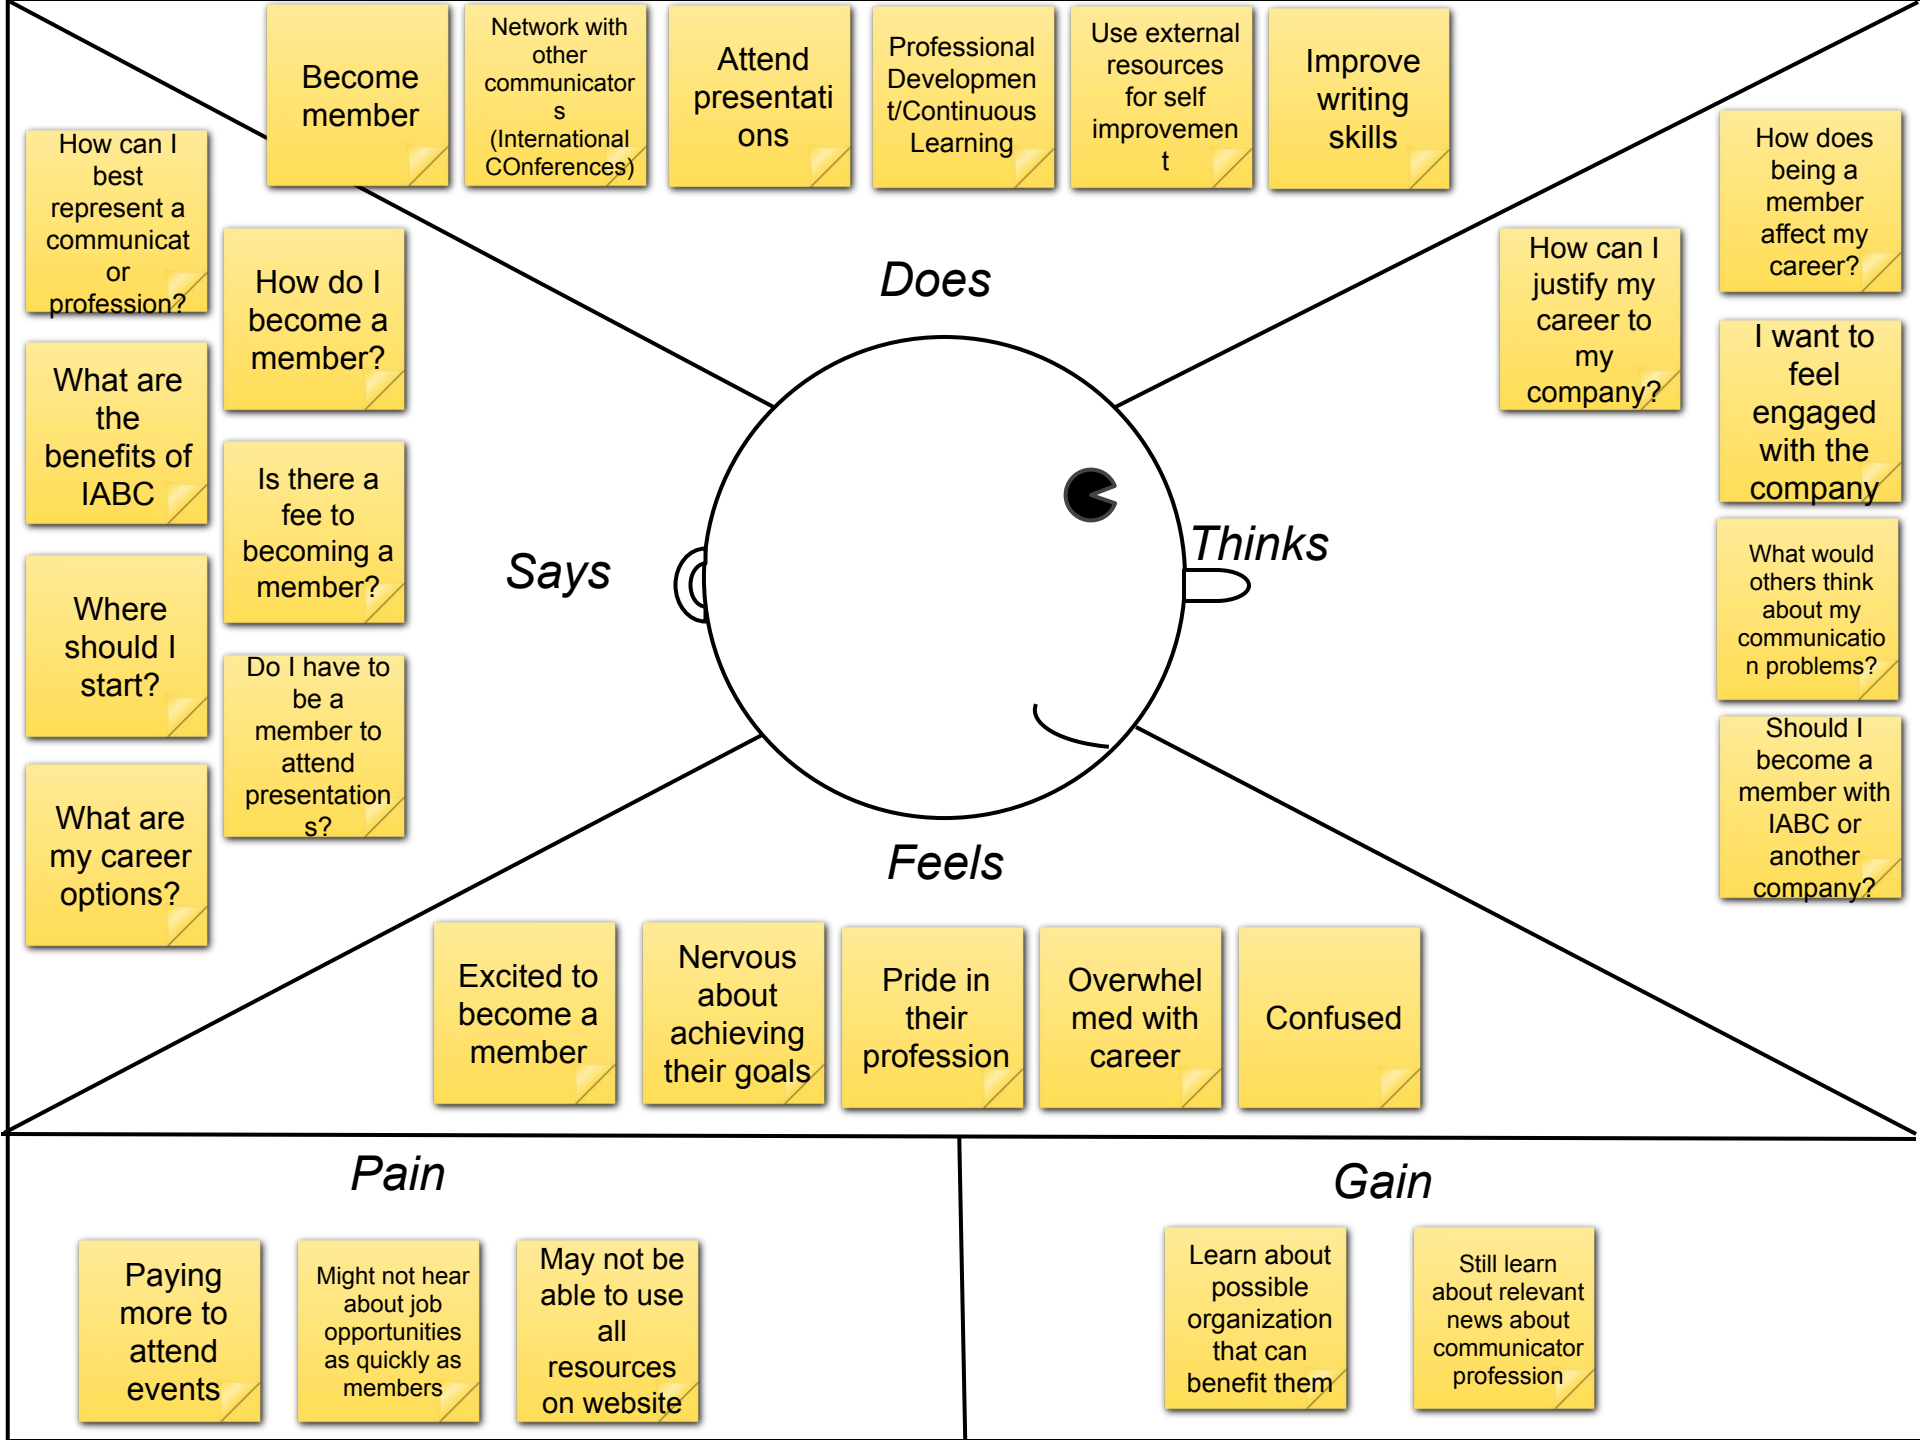 Become
member
Network with
other
communicator
s
(International
COnferences)
Attend
presentati
ons
Professional
Developmen
t/Continuous
Learning
Use external
resources
for self
improvemen
t
Improve
writing
skills
Does
How can I
best
represent a
communicat
or
profession?
How do I
become a
member?
What are
the
benefits of
IABC
Is there a
fee to
becoming a
member?
Where
should I
start?
Do I have to
be a
member to
attend
presentation
s?
What are
my career
options?
Says
Thinks
How can I
justify my
career to
my
company?
How does
being a
member
affect my
career?
I want to
feel
engaged
with the
company
What would
others think
about my
communicatio
n problems?
Should I
become a
member with
IABC or
another
company?
Feels
Excited to
become a
member
Nervous
about
achieving
their goals
Pride in
their
profession
Overwhel
med with
career
Confused
Pain
Paying
more to
attend
events
Might not hear
about job
opportunities
as quickly as
members
May not be
able to use
all
resources
on website
Gain
Learn about
possible
organization
that can
benefit them
Still learn
about relevant
news about
communicator
profession